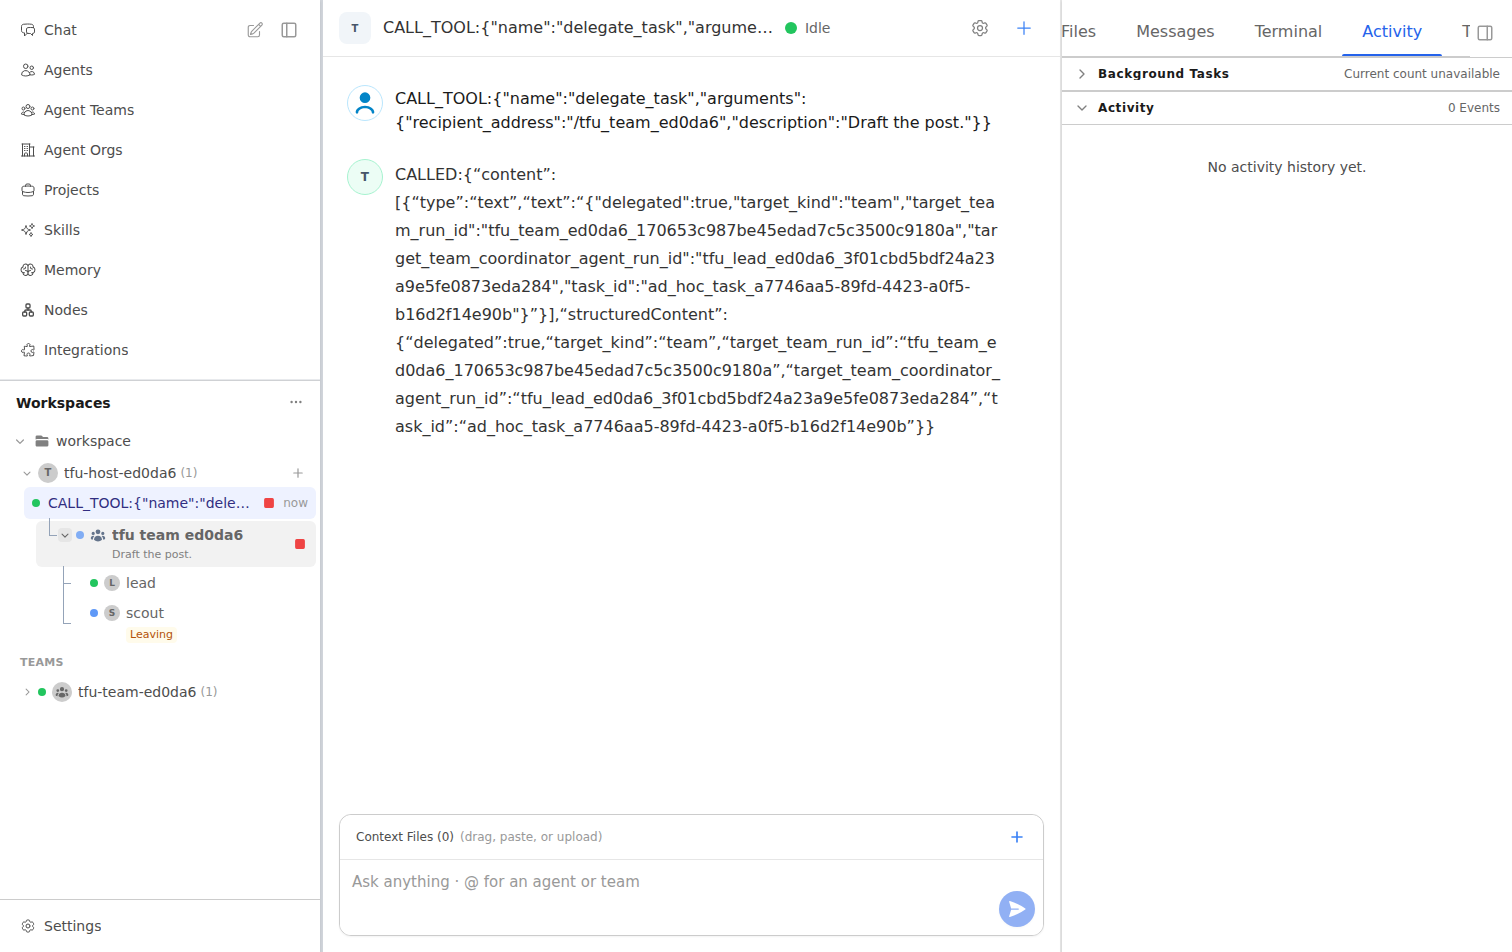 Chat
Agents
Agent Teams
Agent Orgs
Projects
Skills
Memory
Nodes
Integrations
Workspaces
workspace
T tfu-host-ed0da6 (1)
CALL_TOOL:{"name":"dele... now
tfu team ed0da6
Draft the post.
L lead
S scout
Leaving
TEAMS
tfu-team-ed0da6 (1)
Settings
T CALL_TOOL:{"name":"delegate_task","argume... Idle
CALL_TOOL:{"name":"delegate_task","arguments":
{"recipient_address":"/tfu_team_ed0da6","description":"Draft the post."}}
T CALLED:{“content”:
[{“type”:“text”,“text”:“{"delegated":true,"target_kind":"team","target_tea
m_run_id":"tfu_team_ed0da6_170653c987be45edad7c5c3500c9180a","tar
get_team_coordinator_agent_run_id":"tfu_lead_ed0da6_3f01cbd5bdf24a23
a9e5fe0873eda284","task_id":"ad_hoc_task_a7746aa5-89fd-4423-a0f5-
b16d2f14e90b"}”}],“structuredContent”:
{“delegated”:true,“target_kind”:“team”,“target_team_run_id”:“tfu_team_e
d0da6_170653c987be45edad7c5c3500c9180a”,“target_team_coordinator_
agent_run_id”:“tfu_lead_ed0da6_3f01cbd5bdf24a23a9e5fe0873eda284”,“t
ask_id”:“ad_hoc_task_a7746aa5-89fd-4423-a0f5-b16d2f14e90b”}}
Context Files (0) (drag, paste, or upload)
Ask anything · @ for an agent or team
Files Messages Terminal Activity T
Background Tasks Current count unavailable
Activity 0 Events
No activity history yet.